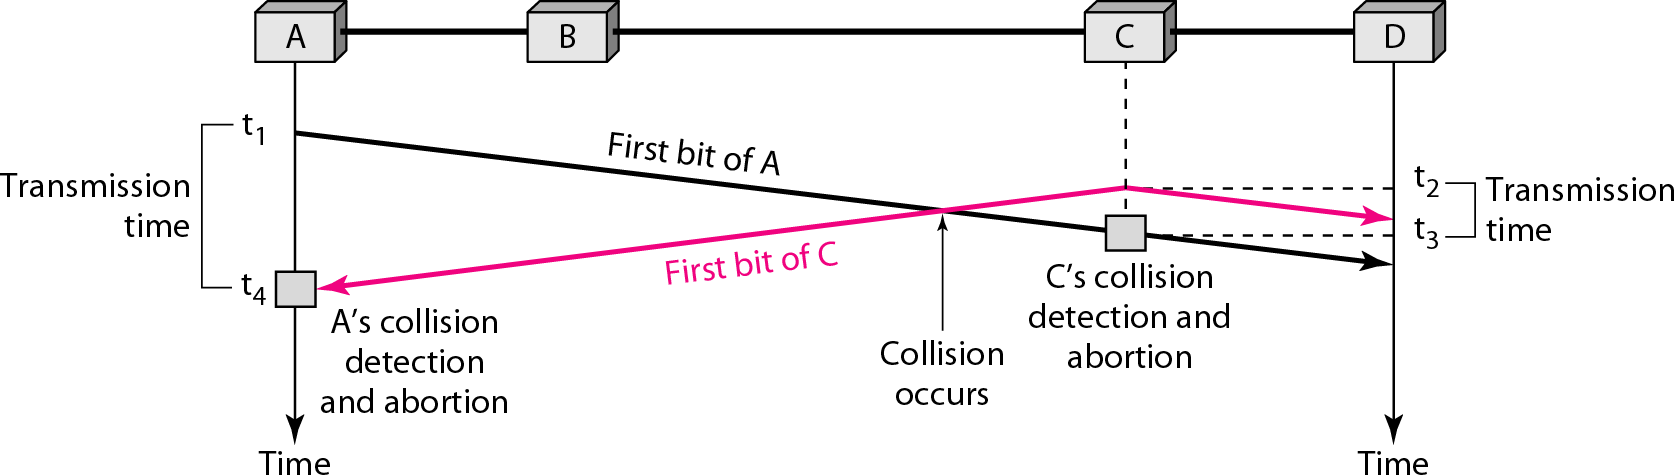 A
B
C
D
t1
First bit of A
Transmission
time
t2
Transmission
time
t3
First bit of C
t4
C’s collision
detection and
abortion
A’s collision
detection
and abortion
Collision
occurs
Time
Time